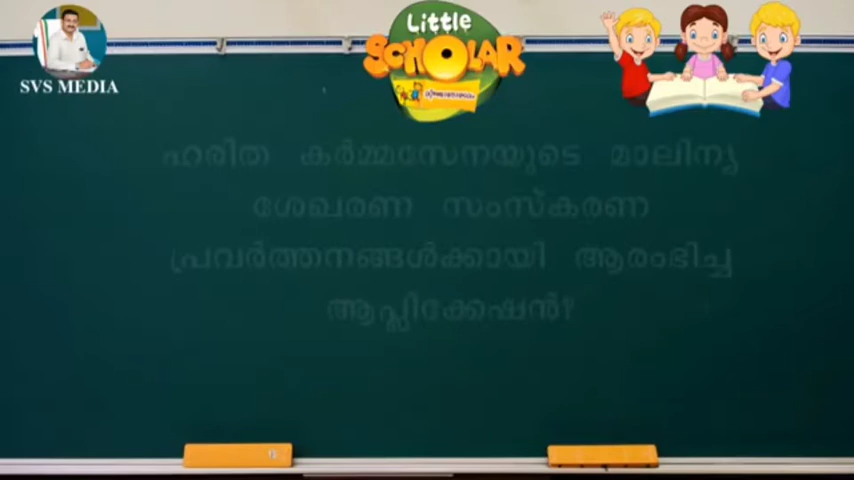 SVS MEDIA
Little
SCHOLAR
ഹരിത കർമ്മസേനയുടെ മാലിന്യ
ശേഖരണ സംസ്കരണ
പ്രവർത്തനങ്ങൾക്കായി ആരംഭിച്ച
ആപ്ലിക്കേഷൻ?